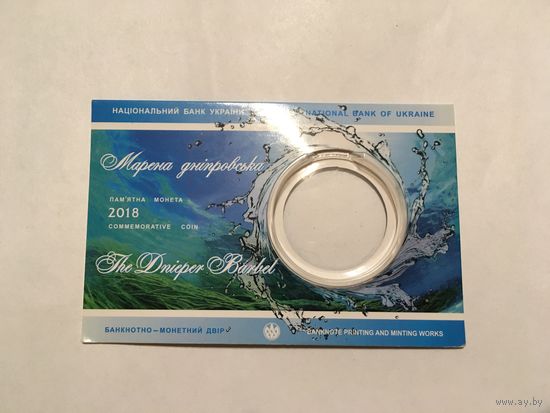 НАЦІОНАЛЬНИЙ БАНК УКРАЇНИ
NATIONAL BANK OF UKRAINE
Марена дніпровська
ПАМ'ЯТНА МОНЕТА
2018
COMMEMORATIVE COIN
The Dnieper Barbel
БАНКНОТНО-МОНЕТНИЙ ДВІР
BANKNOTE PRINTING AND MINTING WORKS
www.ay.by